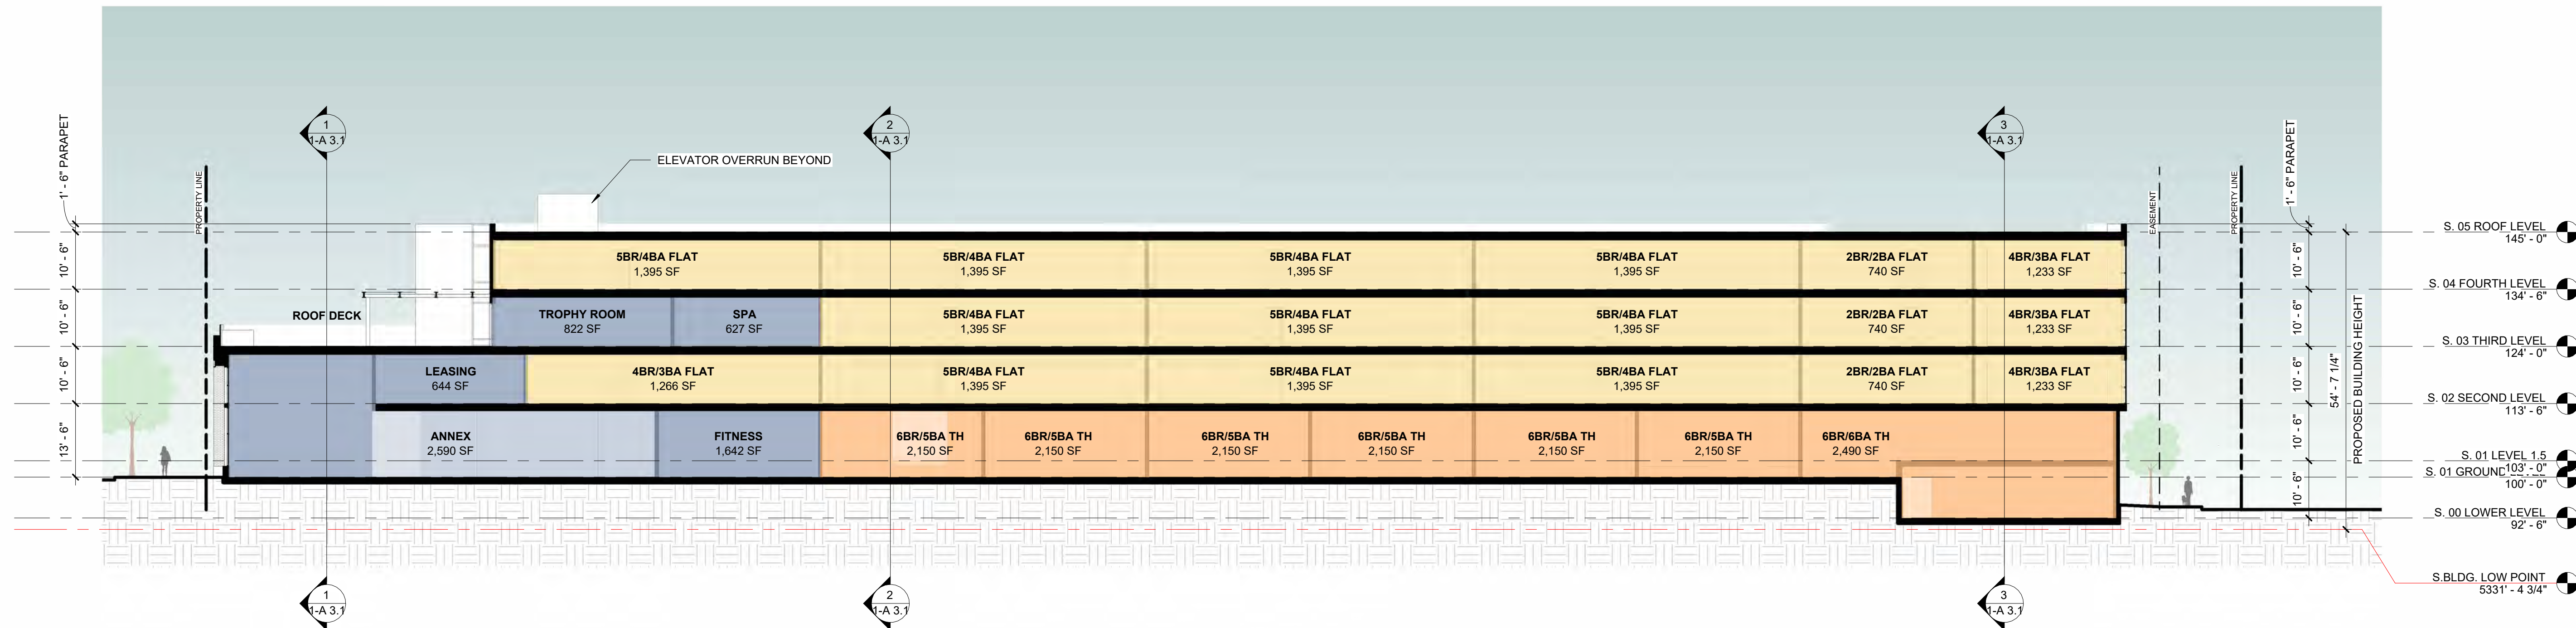 1
1-A 3.1
2
1-A 3.1
3
1-A 3.1
ELEVATOR OVERRUN BEYOND
1' - 6" PARAPET
10' - 6"
10' - 6"
10' - 6"
13' - 6"
PROPERTY LINE
5BR/4BA FLAT
1,395 SF
5BR/4BA FLAT
1,395 SF
5BR/4BA FLAT
1,395 SF
5BR/4BA FLAT
1,395 SF
2BR/2BA FLAT
740 SF
4BR/3BA FLAT
1,233 SF
ROOF DECK
TROPHY ROOM
822 SF
SPA
627 SF
5BR/4BA FLAT
1,395 SF
5BR/4BA FLAT
1,395 SF
5BR/4BA FLAT
1,395 SF
2BR/2BA FLAT
740 SF
4BR/3BA FLAT
1,233 SF
LEASING
644 SF
4BR/3BA FLAT
1,266 SF
5BR/4BA FLAT
1,395 SF
5BR/4BA FLAT
1,395 SF
5BR/4BA FLAT
1,395 SF
2BR/2BA FLAT
740 SF
4BR/3BA FLAT
1,233 SF
ANNEX
2,590 SF
FITNESS
1,642 SF
6BR/5BA TH
2,150 SF
6BR/5BA TH
2,150 SF
6BR/5BA TH
2,150 SF
6BR/5BA TH
2,150 SF
6BR/5BA TH
2,150 SF
6BR/5BA TH
2,150 SF
6BR/6BA TH
2,490 SF
EASEMENT
PROPERTY LINE
1' - 6" PARAPET
10' - 6"
10' - 6"
10' - 6"
10' - 6"
10' - 6"
54' - 7 1/4"
PROPOSED BUILDING HEIGHT
S. 05 ROOF LEVEL
145' - 0"
S. 04 FOURTH LEVEL
134' - 6"
S. 03 THIRD LEVEL
124' - 0"
S. 02 SECOND LEVEL
113' - 6"
S. 01 LEVEL 1.5
103' - 0"
S. 01 GROUND
100' - 0"
S. 00 LOWER LEVEL
92' - 6"
S.BLDG. LOW POINT
5331' - 4 3/4"
1
1-A 3.1
2
1-A 3.1
3
1-A 3.1